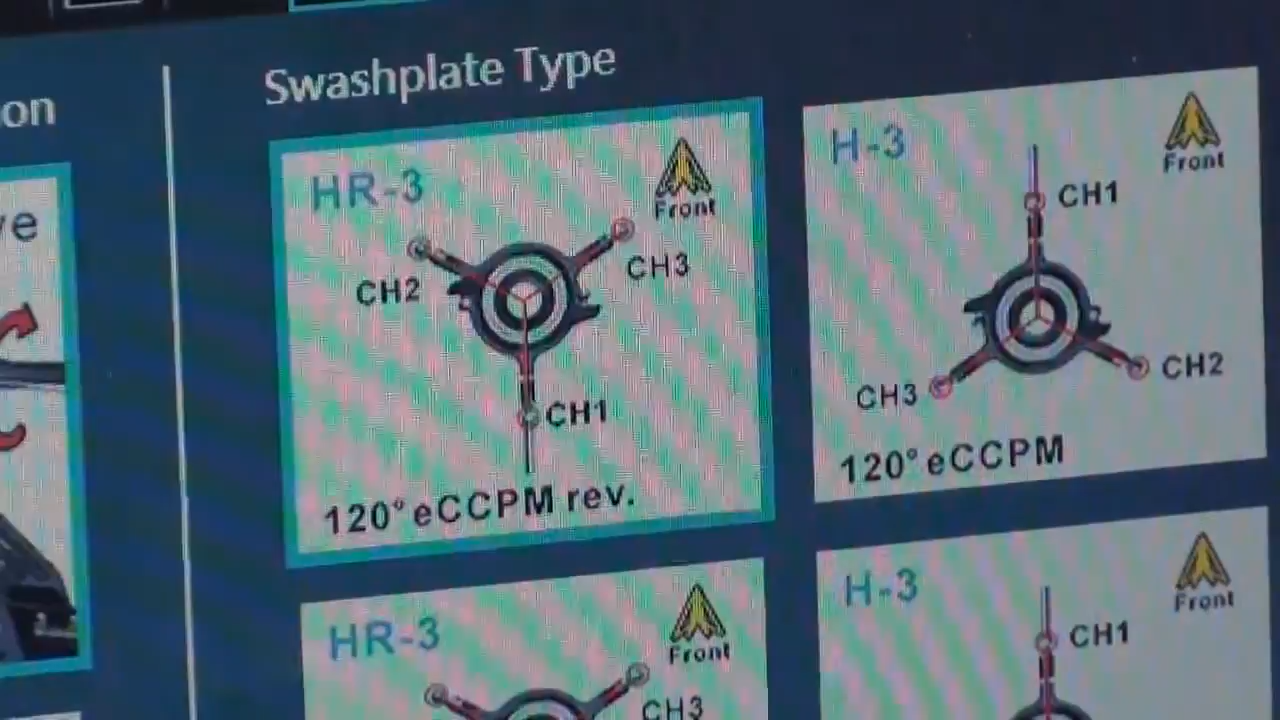 on
Swashplate Type
ve
HR-3
Front
CH2
CH3
CH1
120° eCCPM rev.
H-3
Front
CH1
CH3
CH2
120° eCCPM
HR-3
Front
CH3
H-3
Front
CH1